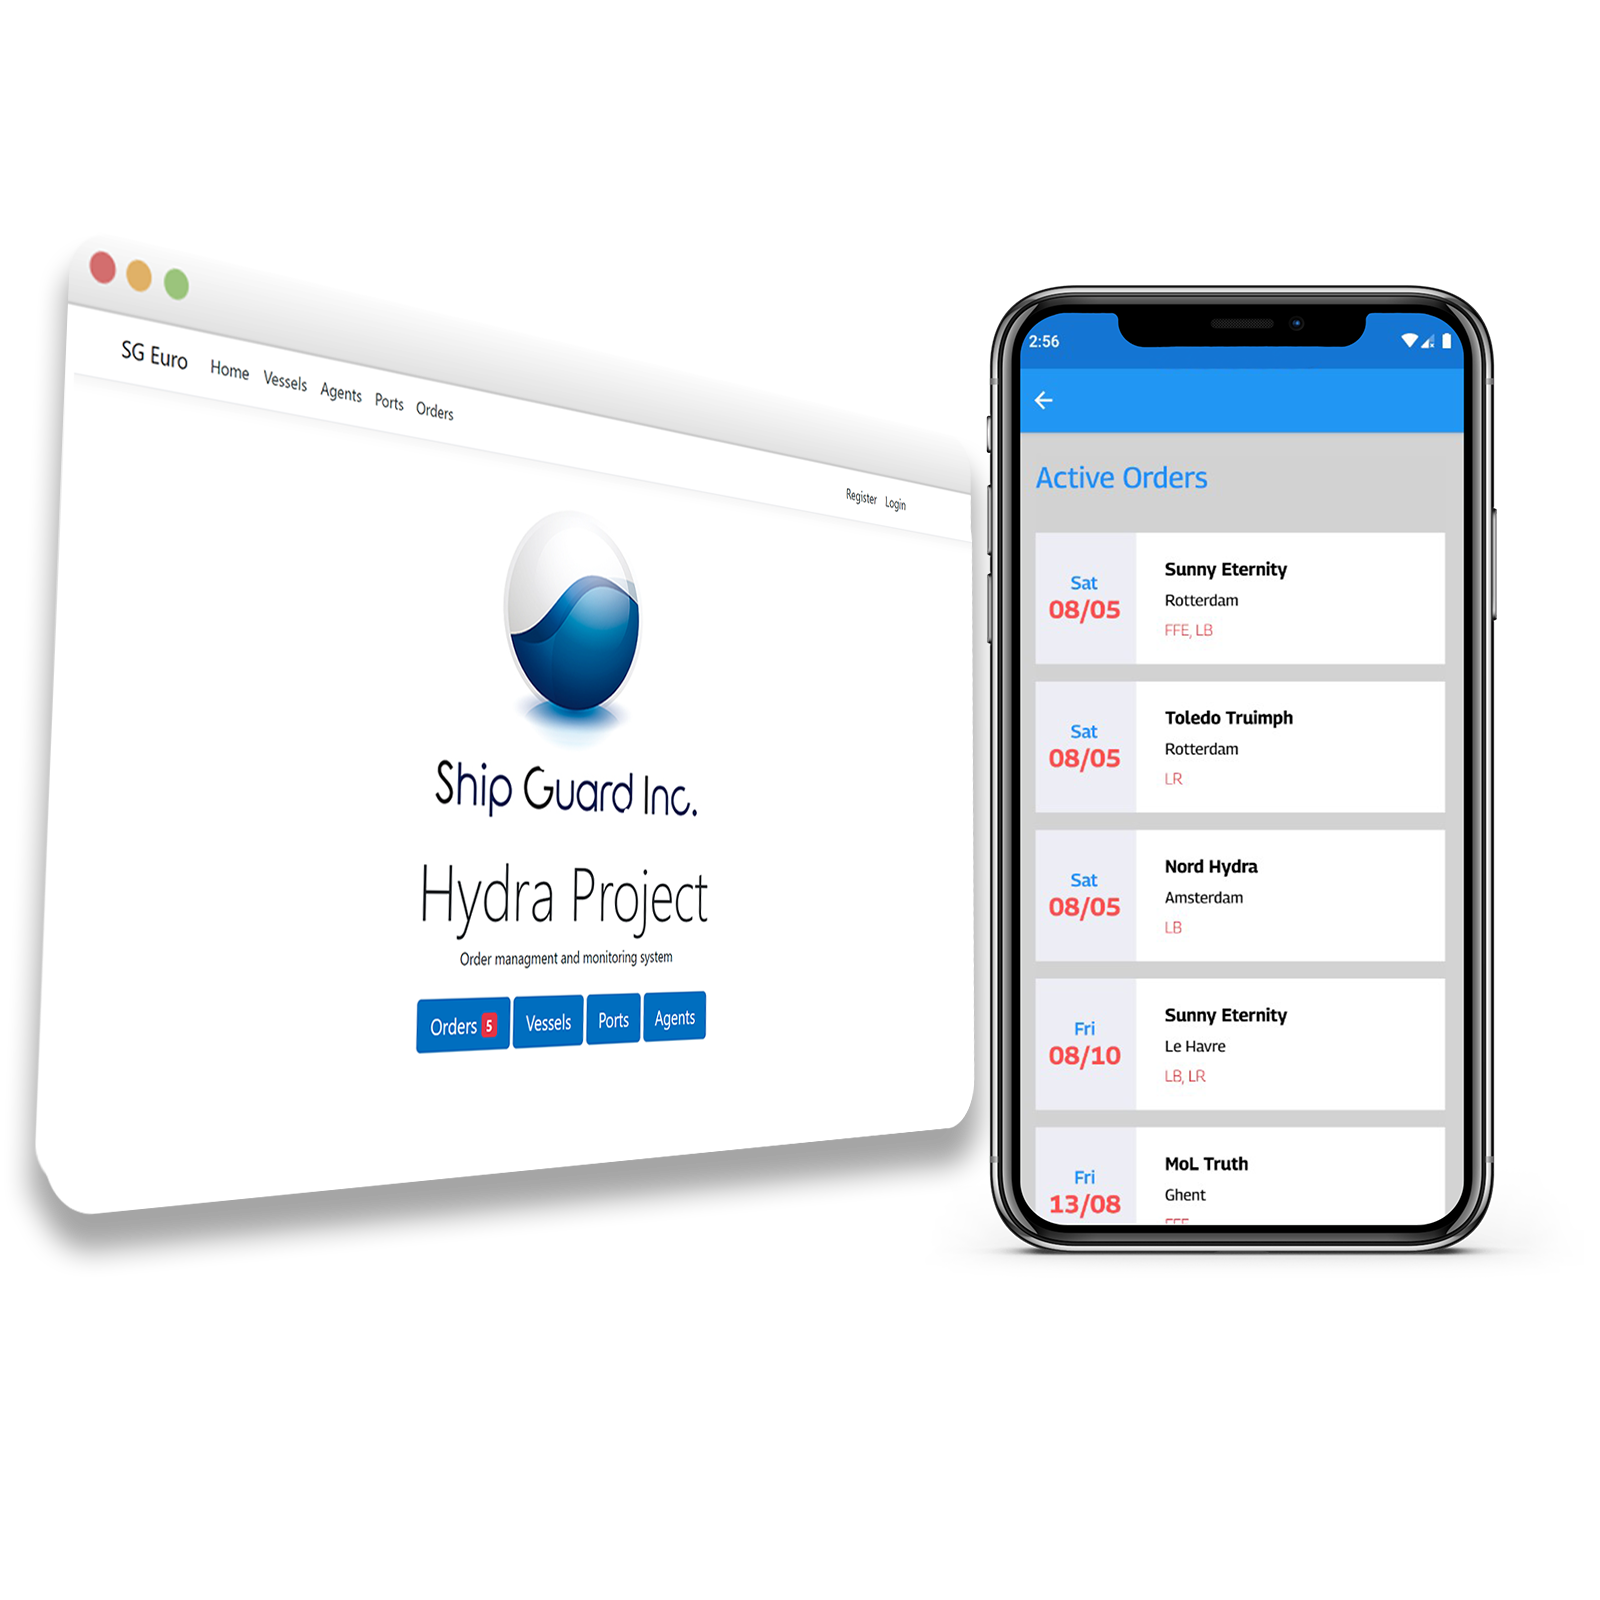 SG Euro Home Vessels Agents Ports Orders
Register Login
Ship Guard Inc.
Hydra Project
Order managment and monitoring system
Orders 5 Vessels Ports Agents
2:56
Active Orders
Sat
08/05
Sunny Eternity
Rotterdam
FFE, LB
Sat
08/05
Toledo Truimph
Rotterdam
LR
Sat
08/05
Nord Hydra
Amsterdam
LB
Fri
08/10
Sunny Eternity
Le Havre
LB, LR
Fri
13/08
MoL Truth
Ghent